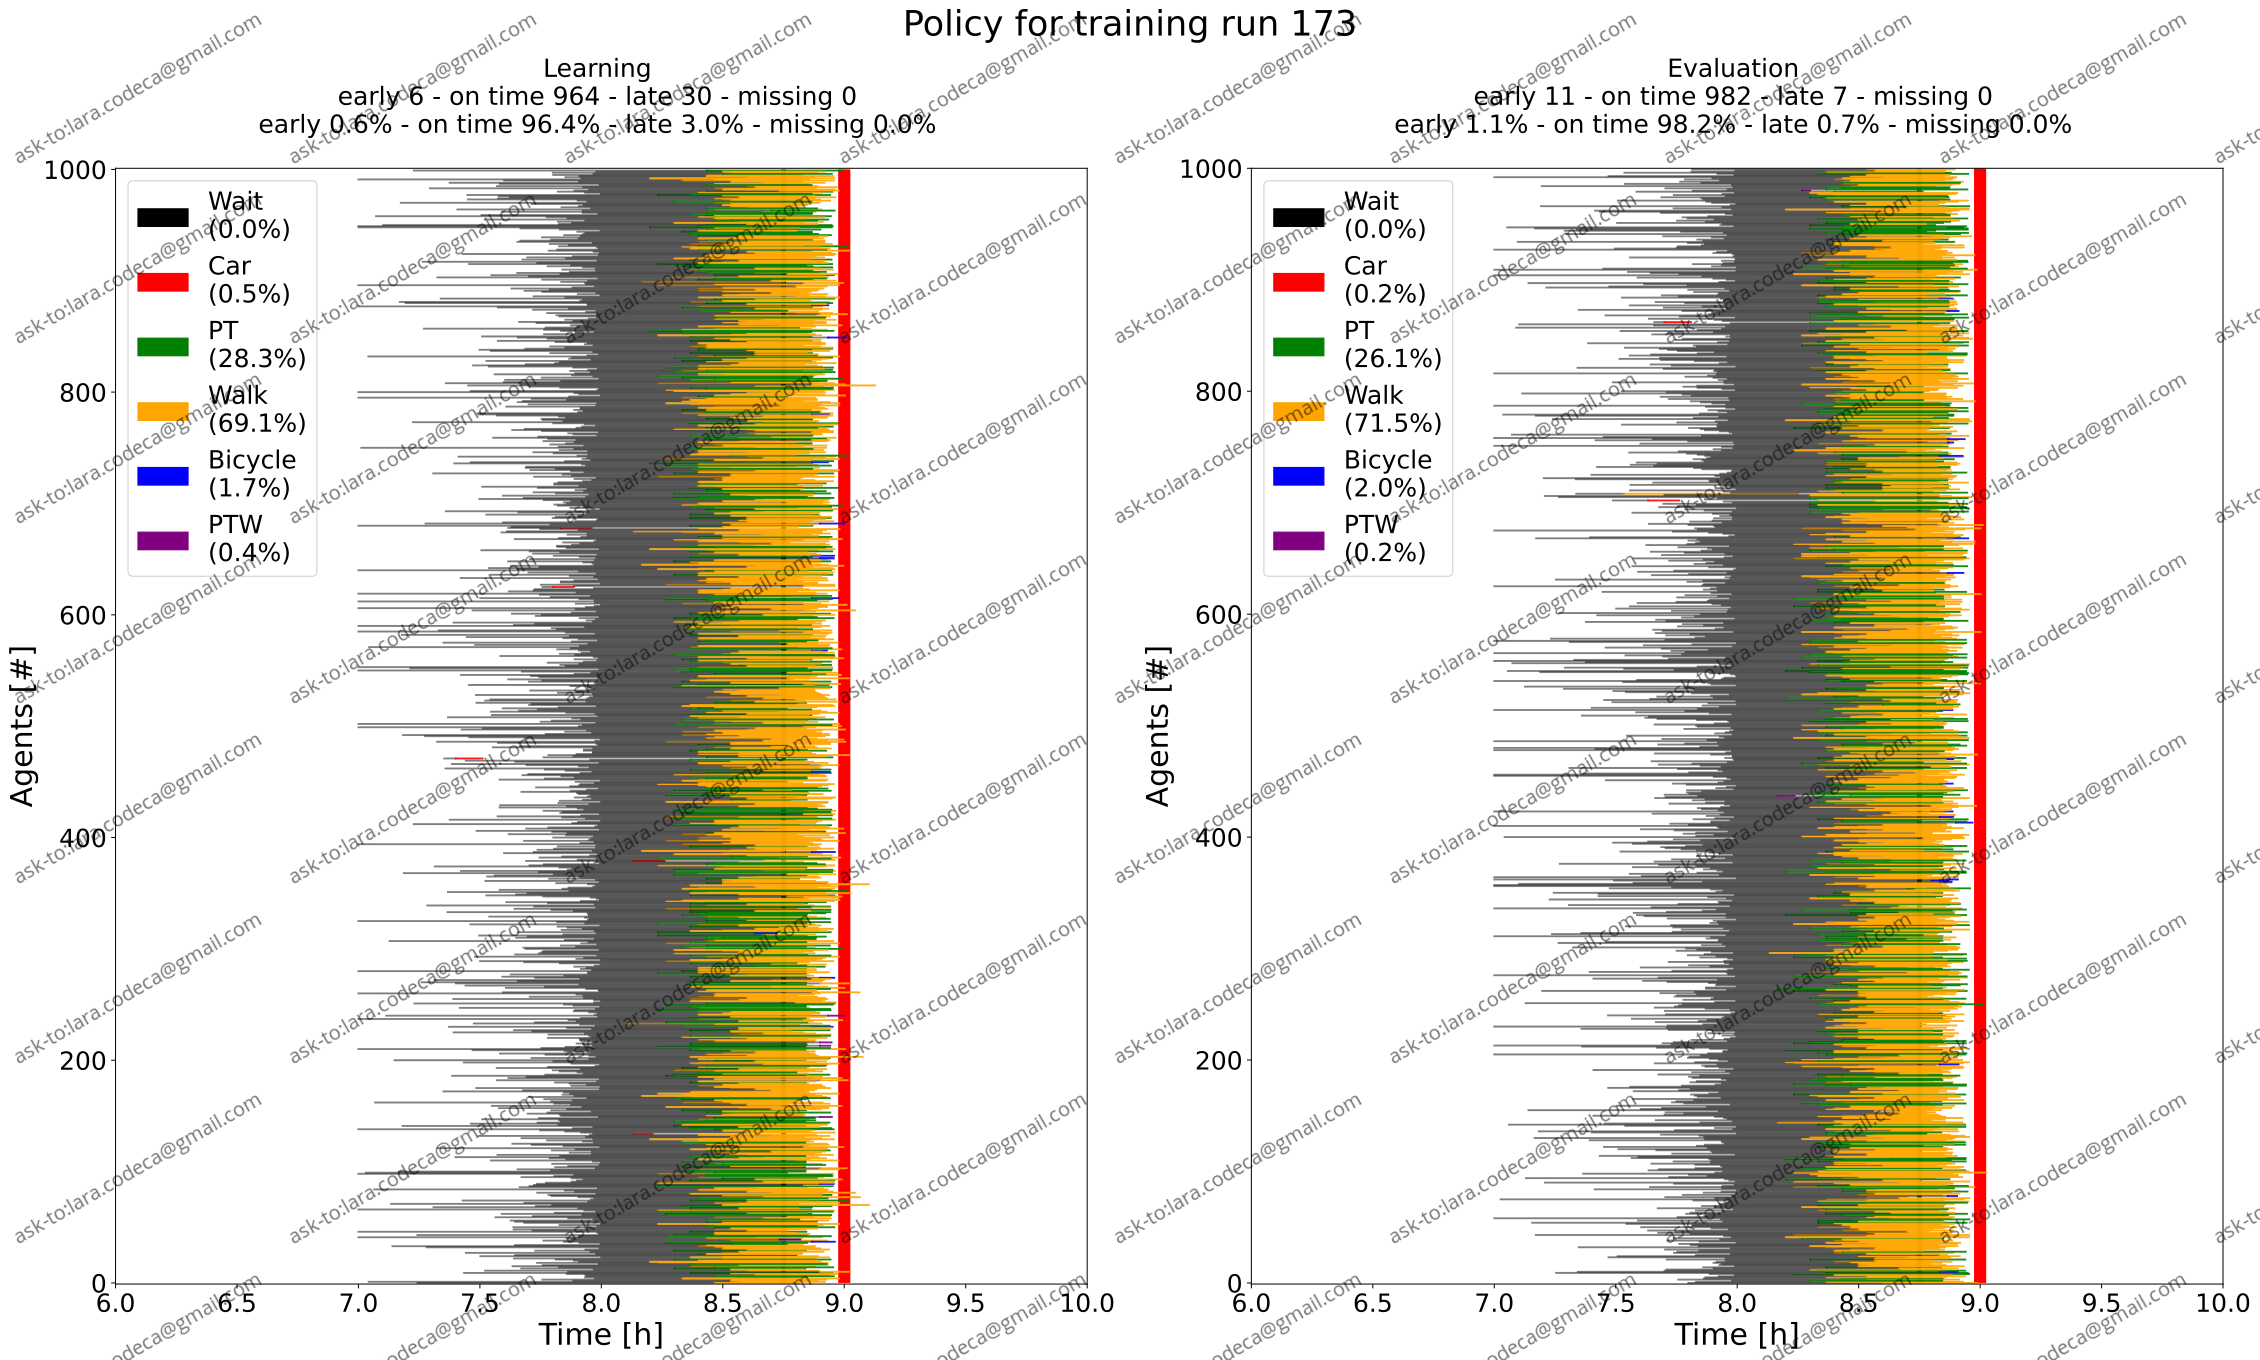 Policy for training run 173
Learning
early 6 - on time 964 - late 30 - missing 0
early 0.6% - on time 96.4% - late 3.0% - missing 0.0%
1000
800
600
400
200
0
Agents [#]
Wait
(0.0%)
Car
(0.5%)
PT
(28.3%)
Walk
(69.1%)
Bicycle
(1.7%)
PTW
(0.4%)
6.0 6.5 7.0 7.5 8.0 8.5 9.0 9.5 10.0
Time [h]
Evaluation
early 11 - on time 982 - late 7 - missing 0
early 1.1% - on time 98.2% - late 0.7% - missing 0.0%
1000
800
600
400
200
0
Agents [#]
Wait
(0.0%)
Car
(0.2%)
PT
(26.1%)
Walk
(71.5%)
Bicycle
(2.0%)
PTW
(0.2%)
6.0 6.5 7.0 7.5 8.0 8.5 9.0 9.5 10.0
Time [h]
ask-to:lara.codeca@gmail.com